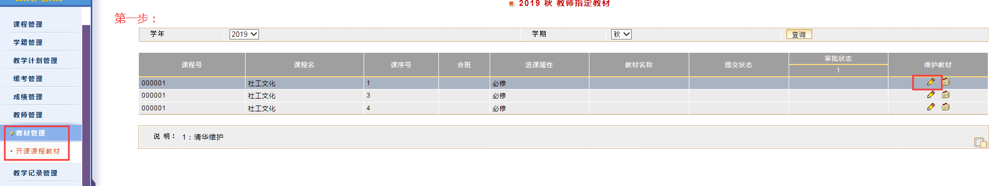 2019 秋 教师指定教材
第一步：
课程管理
学籍管理
教学计划管理
缓考管理
成绩管理
教师管理
教材管理
开课课程教材
教学记录管理
学年 2019 学期 秋 查询
课程号 课程名 课序号 合班 选课属性 教材名称 提交状态 审批状态 维护教材
1
000001 社工文化 1 必修
000001 社工文化 3 必修
000001 社工文化 4 必修
说 明： 1：清华维护